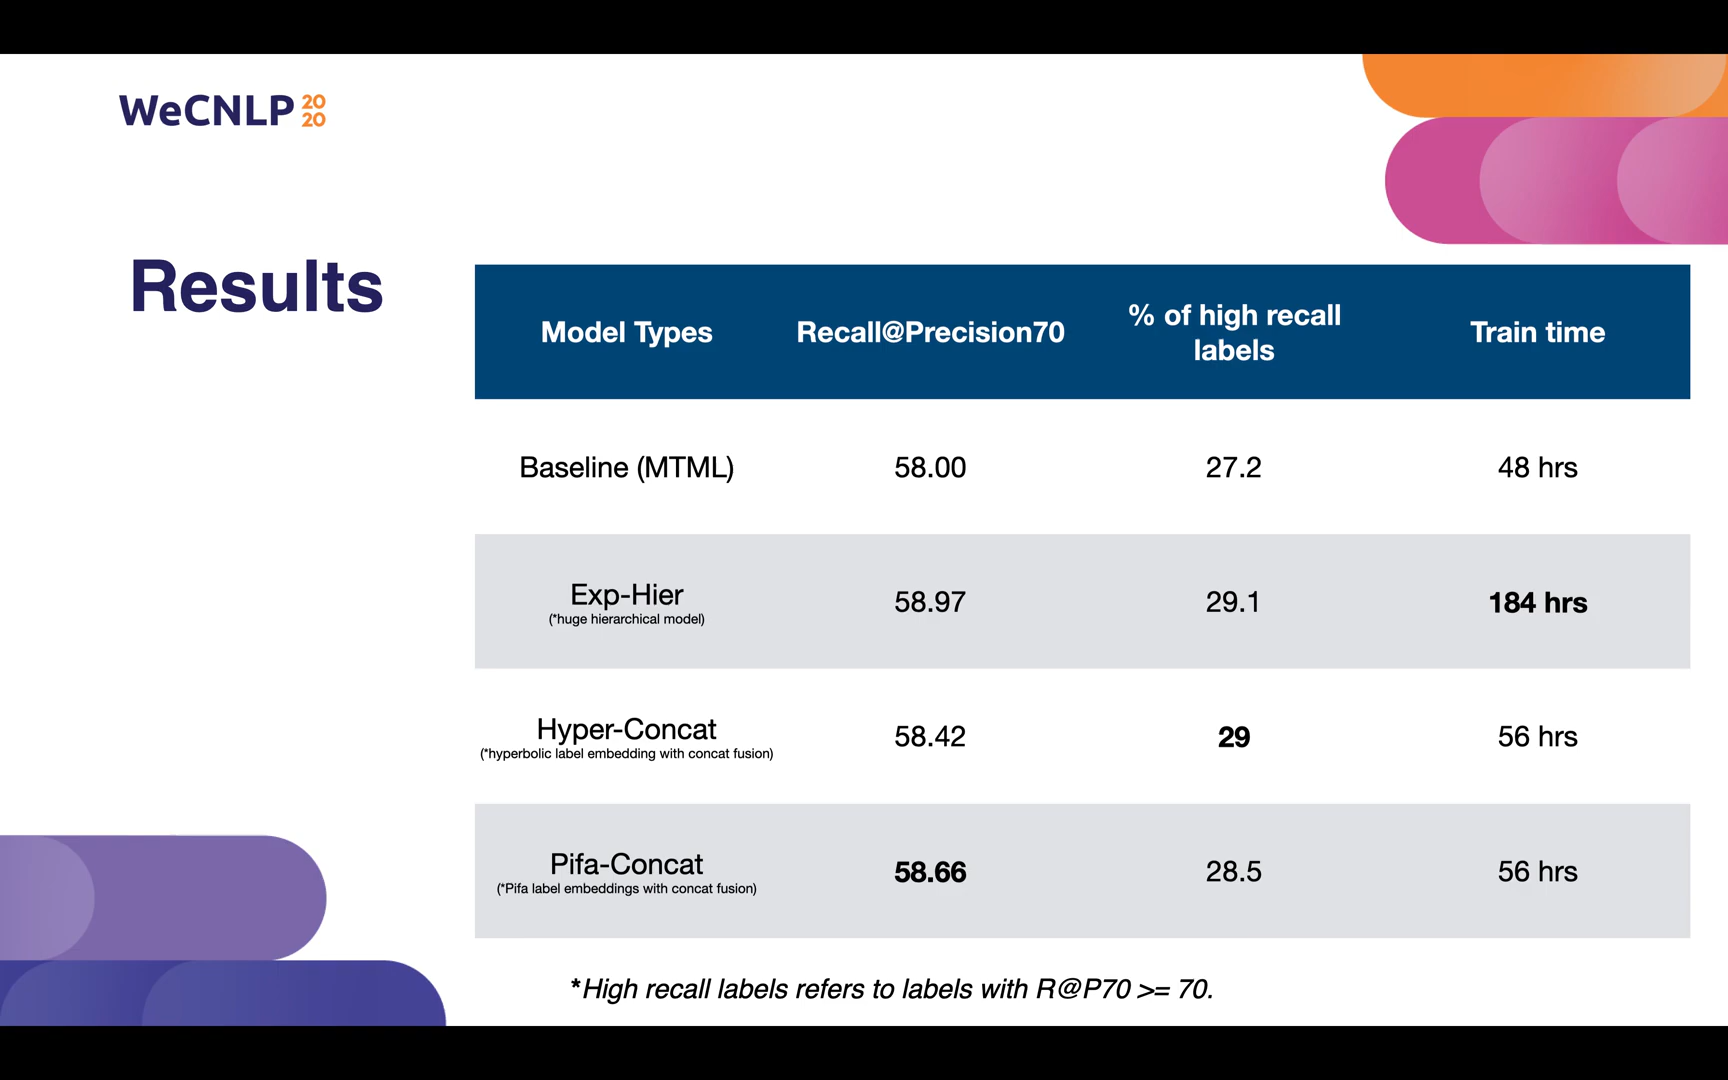 WeCNLP 20
20
Results
Model Types Recall@Precision70 % of high recall labels Train time
Baseline (MTML) 58.00 27.2 48 hrs
Exp-Hier 58.97 29.1 184 hrs
(*huge hierarchical model)
Hyper-Concat 58.42 29 56 hrs
(*hyperbolic label embedding with concat fusion)
Pifa-Concat 58.66 28.5 56 hrs
(*Pifa label embeddings with concat fusion)
*High recall labels refers to labels with R@P70 >= 70.